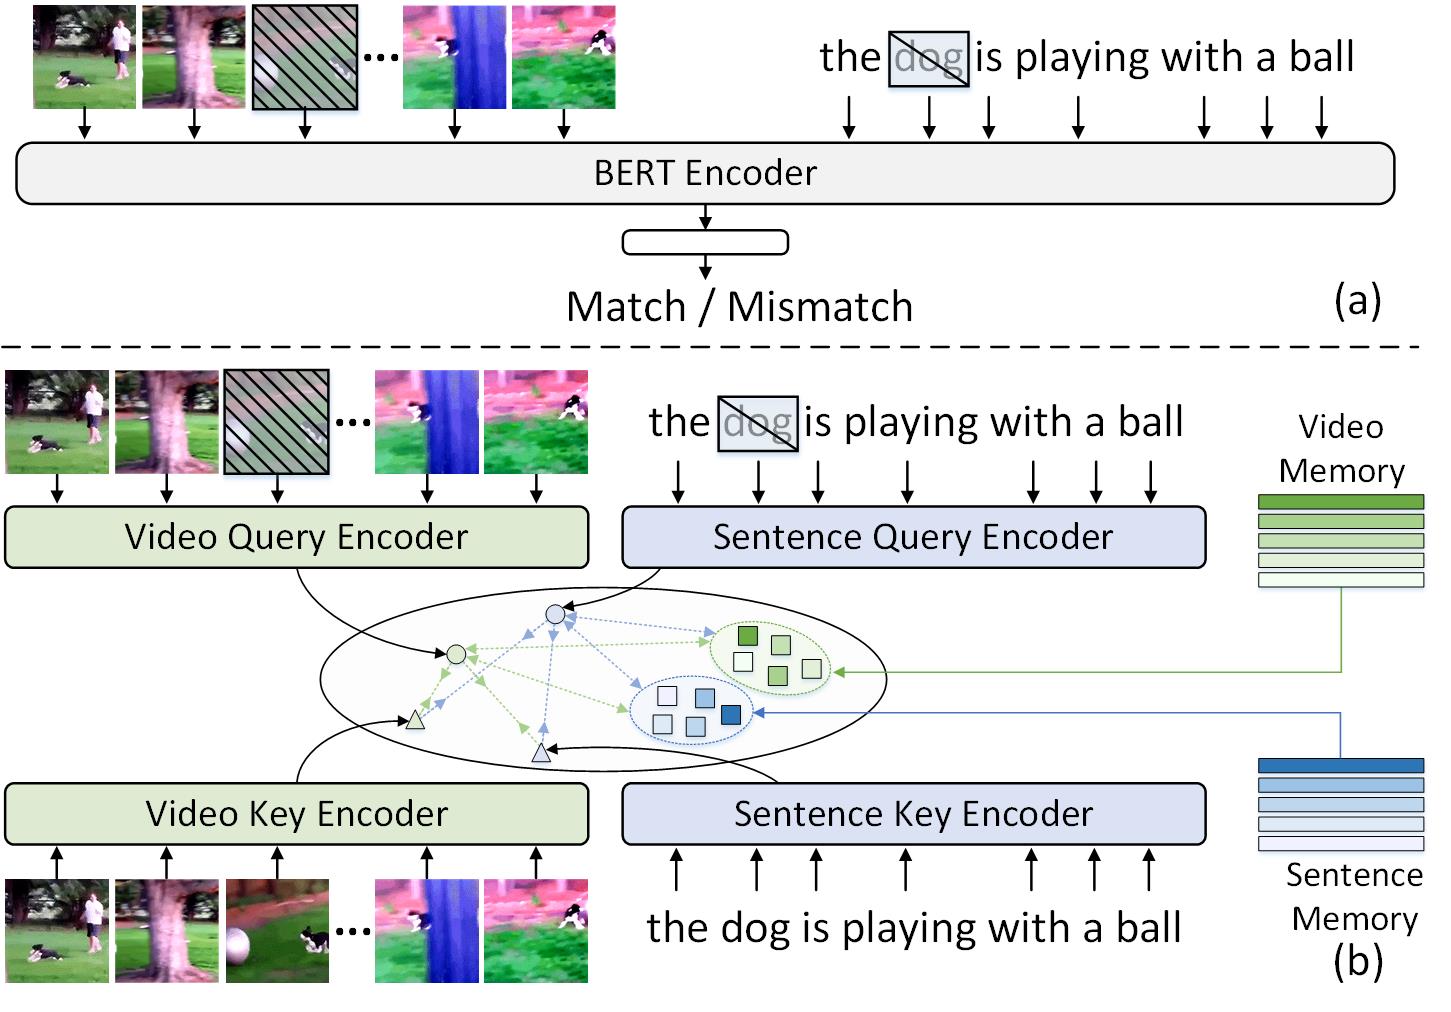 the dog is playing with a ball
BERT Encoder
Match / Mismatch
(a)
the dog is playing with a ball
Video
Memory
Video Query Encoder
Sentence Query Encoder
Video Key Encoder
Sentence Key Encoder
Sentence
Memory
the dog is playing with a ball
(b)